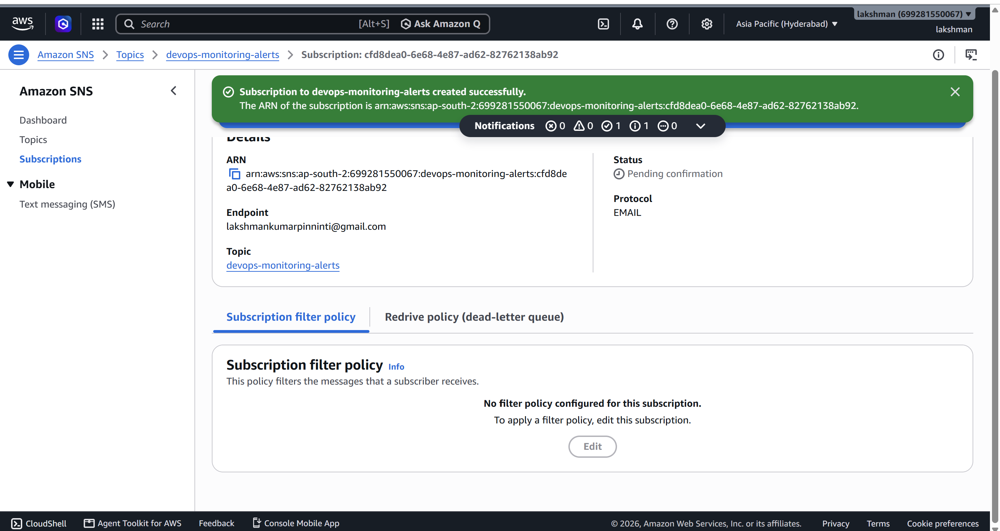 aws
Search
[Alt+S]
Ask Amazon Q
Asia Pacific (Hyderabad)
lakshman (699281550067)
lakshman
Amazon SNS
Topics
devops-monitoring-alerts
Subscription: cfd8dea0-6e68-4e87-ad62-82762138ab92
Amazon SNS
Dashboard
Topics
Subscriptions
Mobile
Text messaging (SMS)
Subscription to devops-monitoring-alerts created successfully.
The ARN of the subscription is arn:aws:sns:ap-south-2:699281550067:devops-monitoring-alerts:cfd8dea0-6e68-4e87-ad62-82762138ab92.
Notifications 0 0 1 1 0
Details
ARN
arn:aws:sns:ap-south-2:699281550067:devops-monitoring-alerts:cfd8de
a0-6e68-4e87-ad62-82762138ab92
Endpoint
lakshmankumarpinninti@gmail.com
Topic
devops-monitoring-alerts
Status
Pending confirmation
Protocol
EMAIL
Subscription filter policy
Redrive policy (dead-letter queue)
Subscription filter policy Info
This policy filters the messages that a subscriber receives.
No filter policy configured for this subscription.
To apply a filter policy, edit this subscription.
Edit
CloudShell
Agent Toolkit for AWS
Feedback
Console Mobile App
© 2026, Amazon Web Services, Inc. or its affiliates.
Privacy
Terms
Cookie preferences